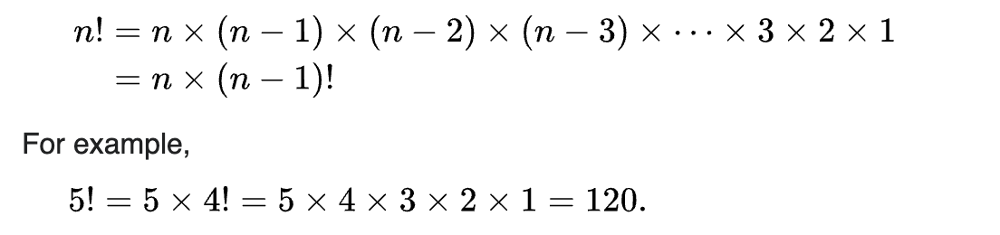 n! = n × (n − 1) × (n − 2) × (n − 3) × ⋯ × 3 × 2 × 1
= n × (n − 1)!
For example,
5! = 5 × 4! = 5 × 4 × 3 × 2 × 1 = 120.